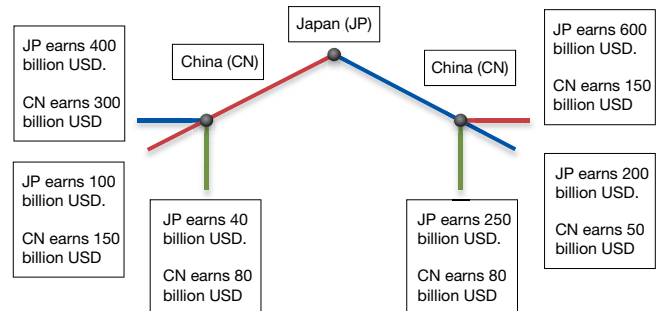 Japan (JP)
China (CN)
China (CN)
JP earns 400
billion USD.
CN earns 300
billion USD
JP earns 600
billion USD.
CN earns 150
billion USD
JP earns 100
billion USD.
CN earns 150
billion USD
JP earns 40
billion USD.
CN earns 80
billion USD
JP earns 250
billion USD.
CN earns 80
billion USD
JP earns 200
billion USD.
CN earns 50
billion USD